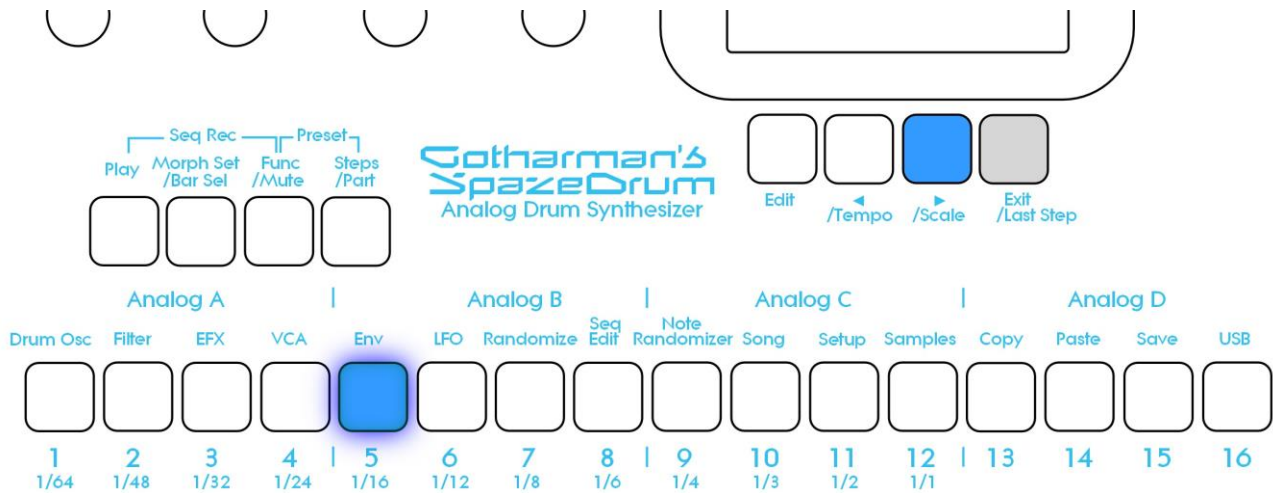 Seq Rec Preset
Play Morph Set /Bar Sel Func /Mute Steps /Part
Gotharman's
SpazeDrum
Analog Drum Synthesizer
Edit ◄ /Tempo ► /Scale Exit /Last Step
Analog A | Analog B | Analog C | Analog D
Drum Osc Filter EFX VCA Env LFO Randomize Seq Edit Note Randomizer Song Setup Samples Copy Paste Save USB
1 2 3 4 | 5 6 7 8 | 9 10 11 12 | 13 14 15 16
1/64 1/48 1/32 1/24 1/16 1/12 1/8 1/6 1/4 1/3 1/2 1/1